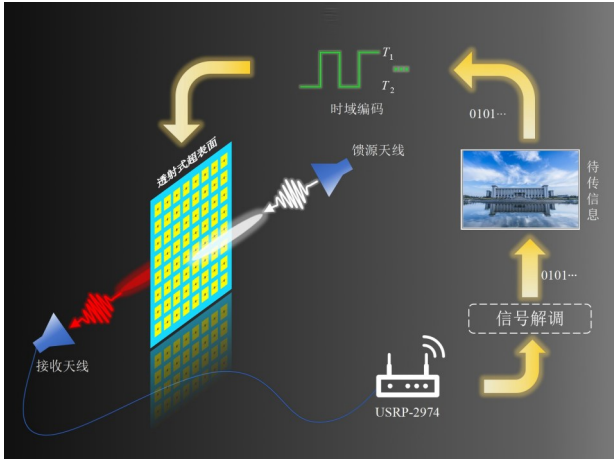 T₁
T₂
时域编码
0101···
透射式超表面
馈源天线
待传信息
0101···
信号解调
接收天线
USRP-2974